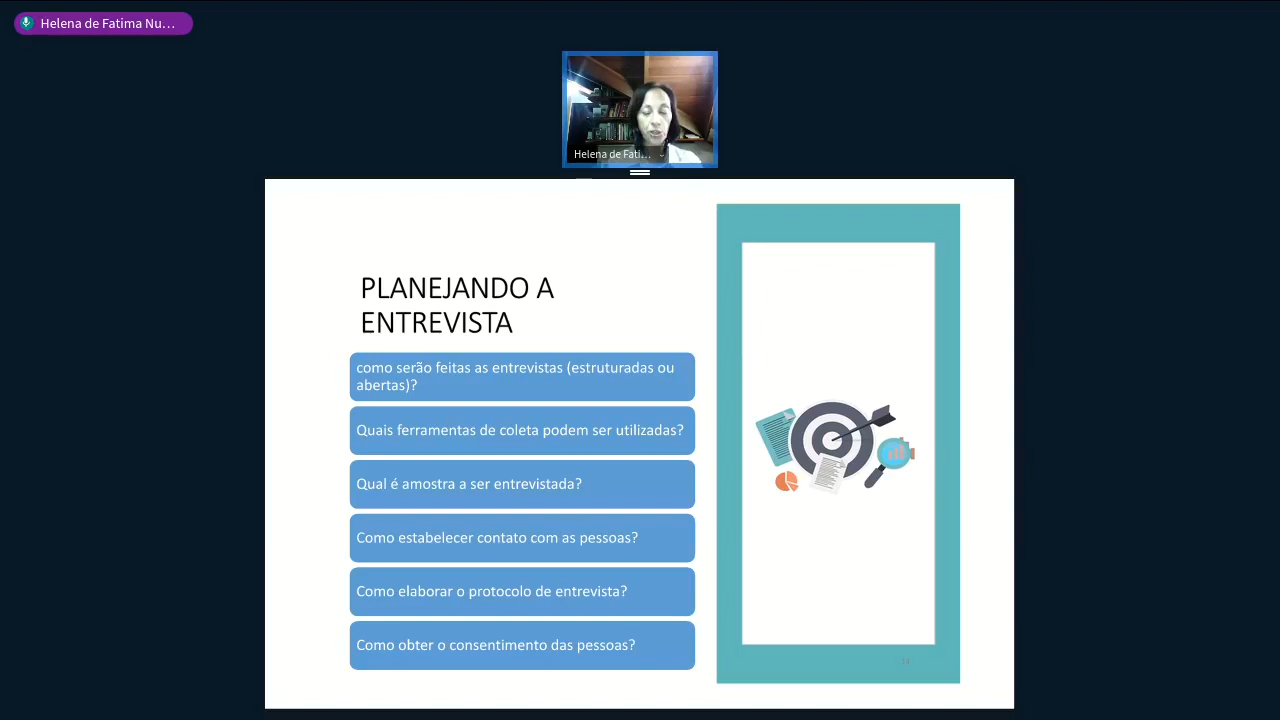 Helena de Fatima Nu...
Helena de Fati...
PLANEJANDO A
ENTREVISTA
como serão feitas as entrevistas (estruturadas ou
abertas)?
Quais ferramentas de coleta podem ser utilizadas?
Qual é amostra a ser entrevistada?
Como estabelecer contato com as pessoas?
Como elaborar o protocolo de entrevista?
Como obter o consentimento das pessoas?